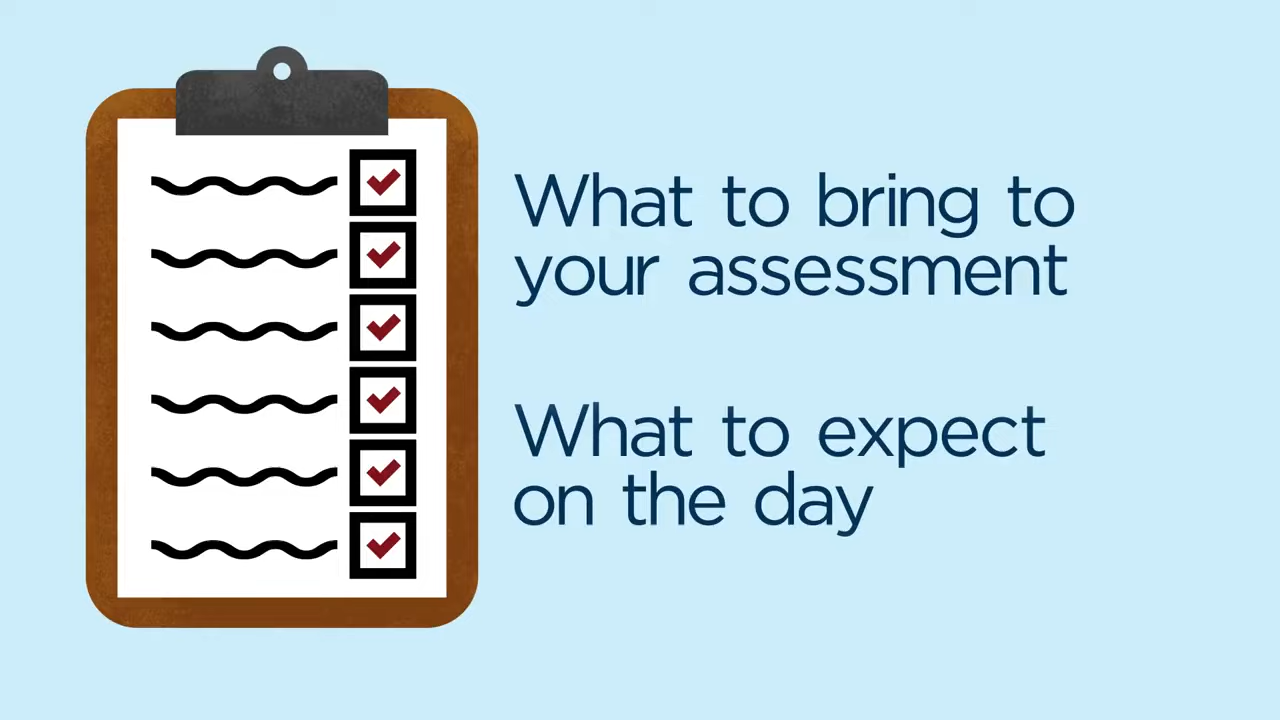 What to bring to
your assessment
What to expect
on the day